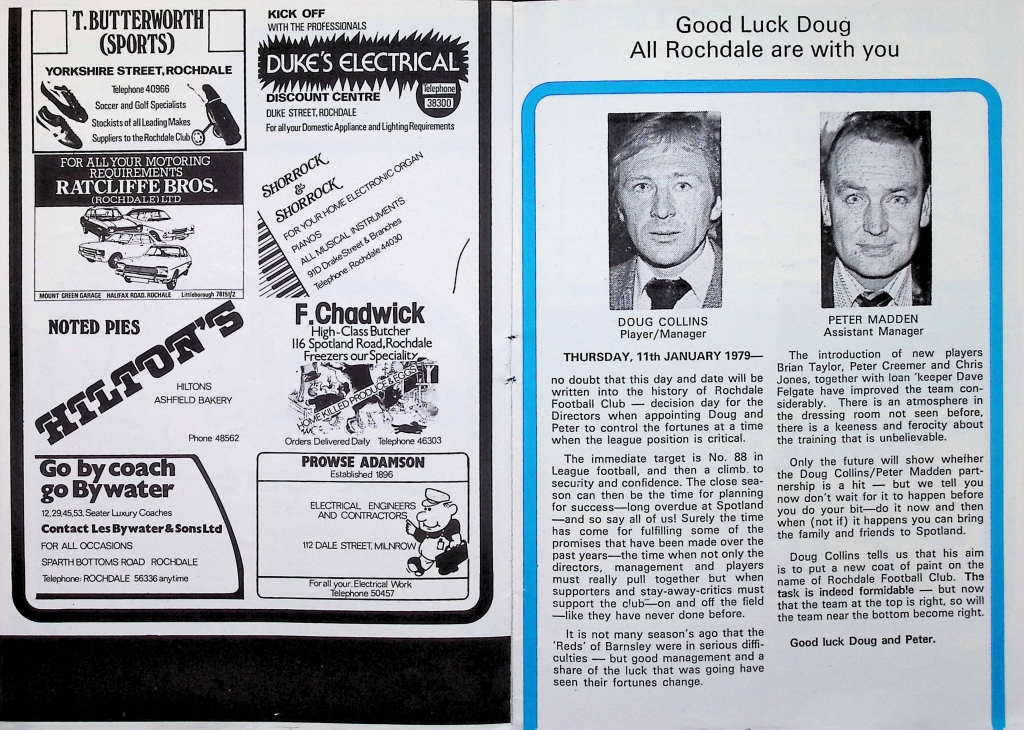 T. BUTTERWORTH
(SPORTS)
YORKSHIRE STREET, ROCHDALE
Telephone 40966
Soccer and Golf Specialists
Stockists of all Leading Makes
Suppliers to the Rochdale Club
KICK OFF
WITH THE PROFESSIONALS
DUKE'S ELECTRICAL
DISCOUNT CENTRE
DUKE STREET, ROCHDALE
Telephone
38300
For all your Domestic Appliance and Lighting Requirements
FOR ALL YOUR MOTORING
REQUIREMENTS
RATCLIFFE BROS.
(ROCHDALE) LTD
MOUNT GREEN GARAGE HALIFAX ROAD, ROCHALE Littleborough 78151/2
SHORROCK
&
SHORROCK
FOR YOUR HOME ELECTRONIC ORGAN
PIANOS
ALL MUSICAL INSTRUMENTS
91D Drake Street & Branches
Telephone Rochdale 44030
NOTED PIES
HILTON'S
HILTONS
ASHFIELD BAKERY
Phone 48562
F. Chadwick
High-Class Butcher
116 Spotland Road, Rochdale
Freezers our Speciality
HOME KILLED PRODUCE & EGGS
Orders Delivered Daily Telephone 46303
Go by coach
go Bywater
12,29,45,53, Seater Luxury Coaches
Contact Les Bywater & Sons Ltd
FOR ALL OCCASIONS
SPARTH BOTTOMS ROAD ROCHDALE
Telephone: ROCHDALE 56336 anytime
PROWSE ADAMSON
Established 1896
ELECTRICAL ENGINEERS
AND CONTRACTORS
112 DALE STREET, MILNROW
For all your Electrical Work
Telephone 50457
Good Luck Doug
All Rochdale are with you
DOUG COLLINS
Player/Manager
PETER MADDEN
Assistant Manager
THURSDAY, 11th JANUARY 1979—
no doubt that this day and date will be
written into the history of Rochdale
Football Club — decision day for the
Directors when appointing Doug and
Peter to control the fortunes at a time
when the league position is critical.
The immediate target is No. 88 in
League football, and then a climb to
security and confidence. The close sea-
son can then be the time for planning
for success—long overdue at Spotland
—and so say all of us! Surely the time
has come for fulfilling some of the
promises that have been made over the
past years—the time when not only the
directors, management and players
must really pull together but when
supporters and stay-away-critics must
support the club—on and off the field
—like they have never done before.
It is not many season's ago that the
'Reds' of Barnsley were in serious diffi-
culties — but good management and a
share of the luck that was going have
seen their fortunes change.
The introduction of new players
Brian Taylor, Peter Creemer and Chris
Jones, together with loan 'keeper Dave
Felgate have improved the team con-
siderably. There is an atmosphere in
the dressing room not seen before,
there is a keeness and ferocity about
the training that is unbelievable.
Only the future will show whether
the Doug Collins/Peter Madden part-
nership is a hit — but we tell you
now don't wait for it to happen before
you do your bit—do it now and then
when (not if) it happens you can bring
the family and friends to Spotland.
Doug Collins tells us that his aim
is to put a new coat of paint on the
name of Rochdale Football Club. The
task is indeed formidable — but now
that the team at the top is right, so will
the team near the bottom become right.
Good luck Doug and Peter.